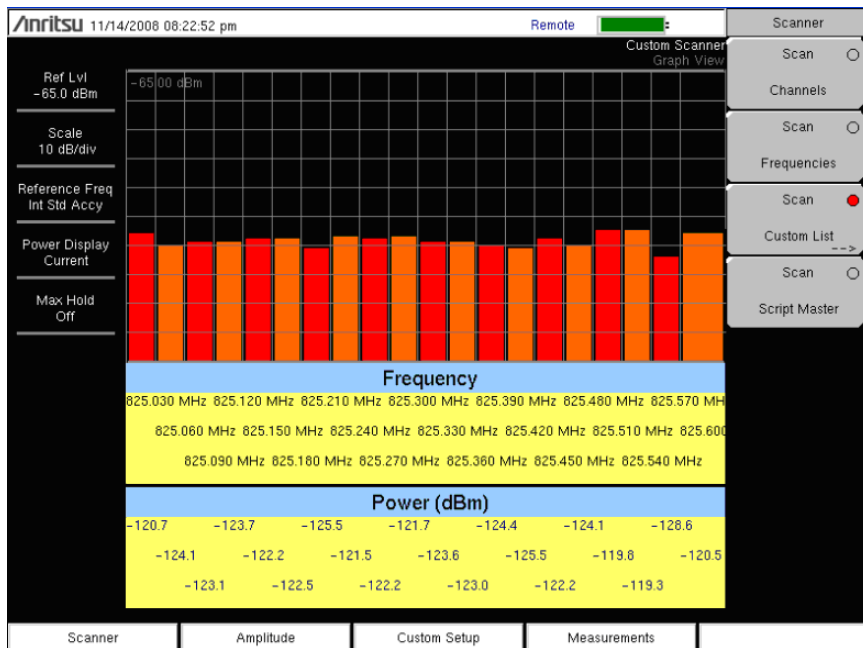 Anritsu 11/14/2008 08:22:52 pm Remote Scanner
Custom Scanner
Graph View
Ref Lvl
-65.0 dBm
Scale
10 dB/div
Reference Freq
Int Std Accy
Power Display
Current
Max Hold
Off
-65.00 dBm
Scan
Channels
Scan
Frequencies
Scan
Custom List
-->
Scan
Script Master
Frequency
825.030 MHz 825.120 MHz 825.210 MHz 825.300 MHz 825.390 MHz 825.480 MHz 825.570 MH
825.060 MHz 825.150 MHz 825.240 MHz 825.330 MHz 825.420 MHz 825.510 MHz 825.600
825.090 MHz 825.180 MHz 825.270 MHz 825.360 MHz 825.450 MHz 825.540 MHz
Power (dBm)
-120.7 -123.7 -125.5 -121.7 -124.4 -124.1 -128.6
-124.1 -122.2 -121.5 -123.6 -125.5 -119.8 -120.5
-123.1 -122.5 -122.2 -123.0 -122.2 -119.3
Scanner Amplitude Custom Setup Measurements